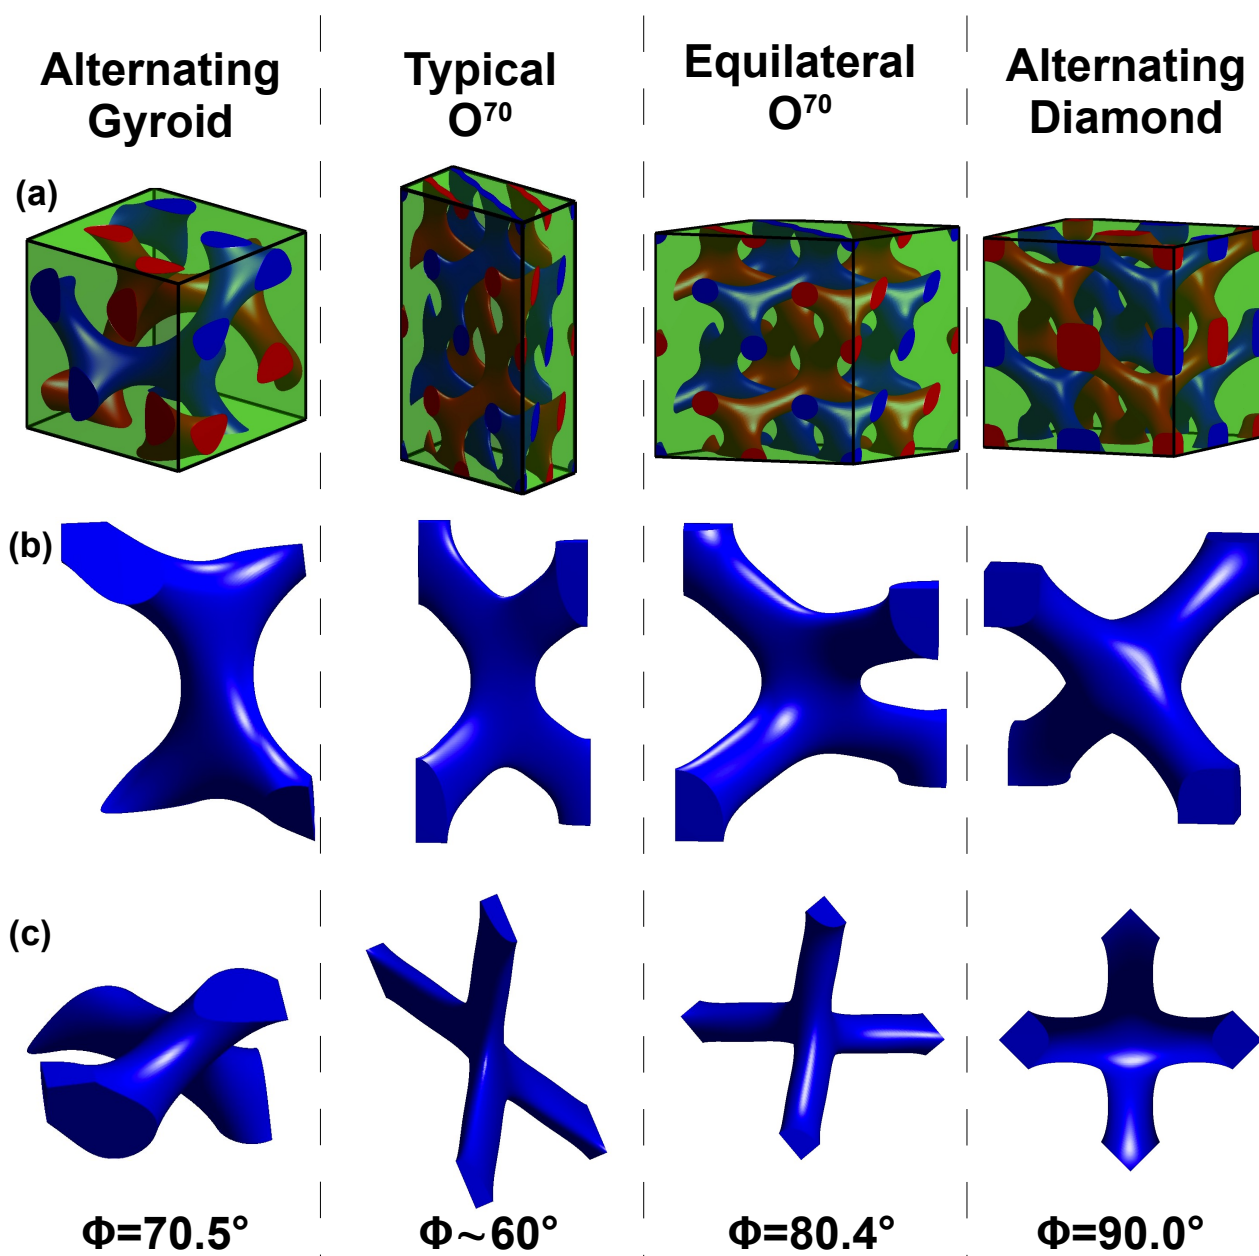 Alternating
Gyroid
Typical
O⁷⁰
Equilateral
O⁷⁰
Alternating
Diamond
(a)
(b)
(c)
Φ=70.5°
Φ~60°
Φ=80.4°
Φ=90.0°